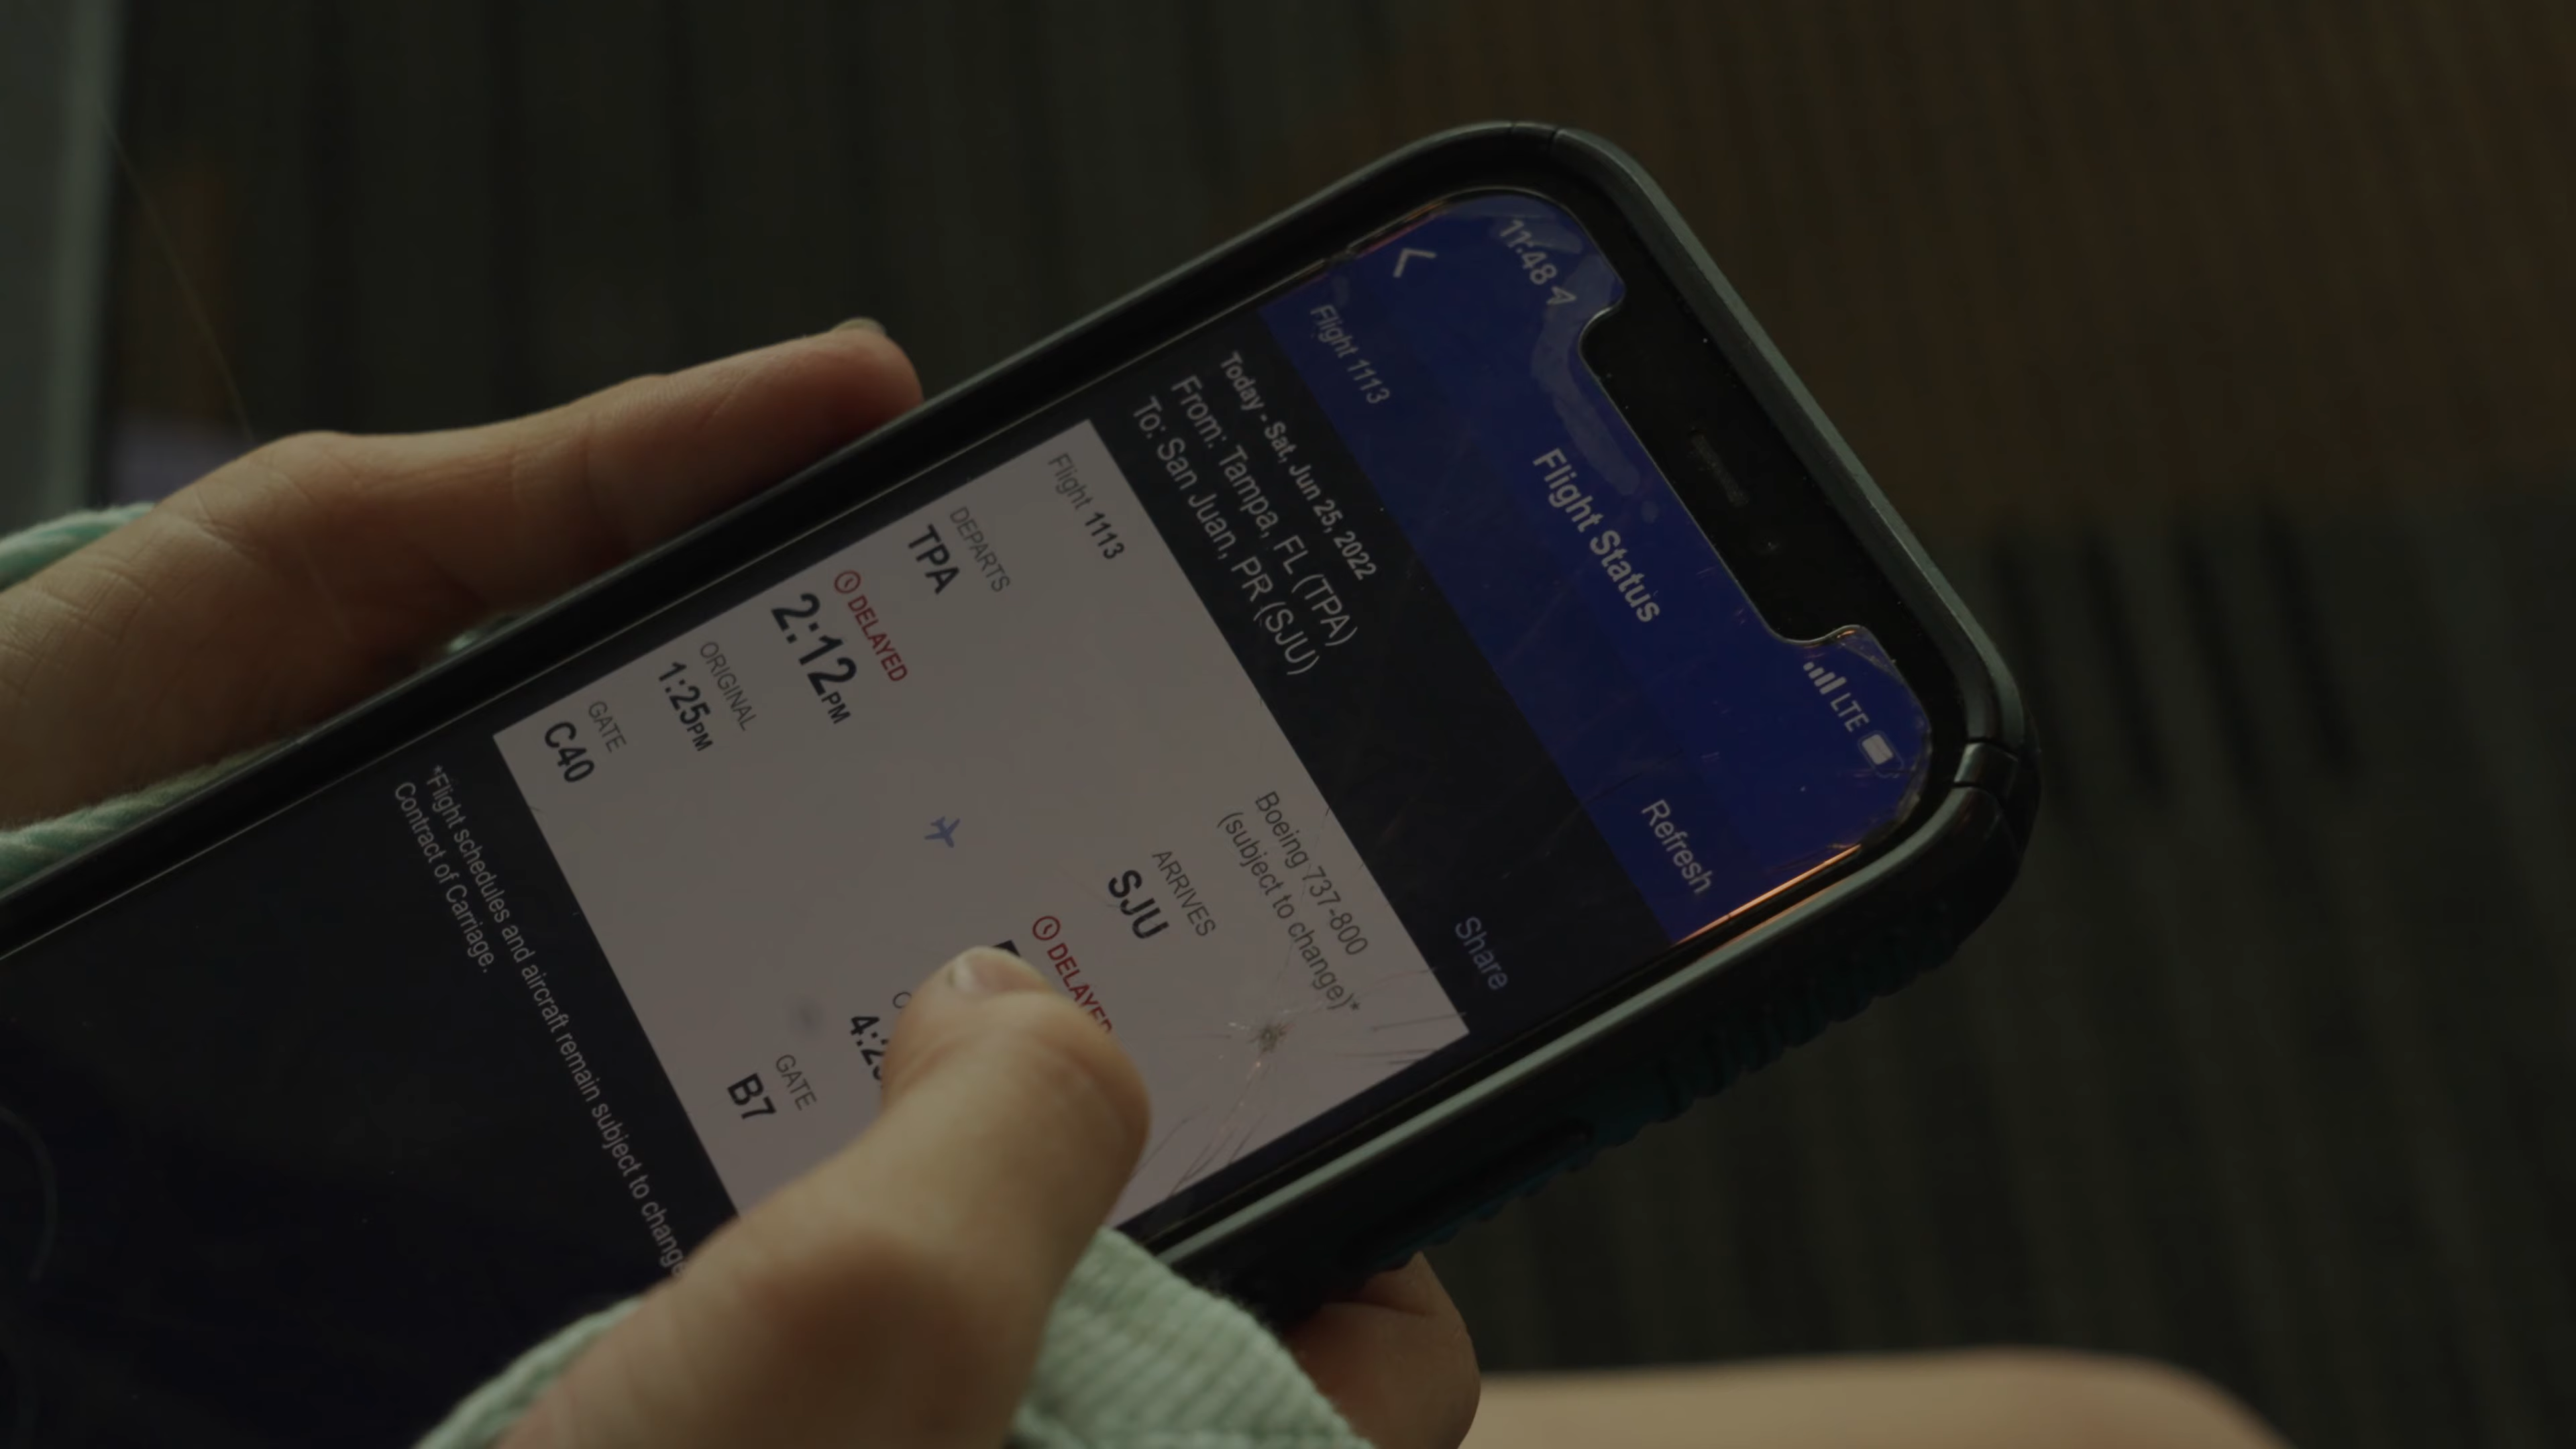 11:48
Flight Status
LTE
Refresh
Flight 1113
Today - Sat, Jun 25, 2022
From: Tampa, FL (TPA)
To: San Juan, PR (SJU)
Share
Flight 1113
Boeing 737-800
(subject to change)*
DEPARTS
TPA
DELAYED
2:12PM
ORIGINAL
1:25PM
GATE
C40
ARRIVES
SJU
DELAYED
GATE
B7
*Flight schedules and aircraft remain subject to change
Contract of Carriage.